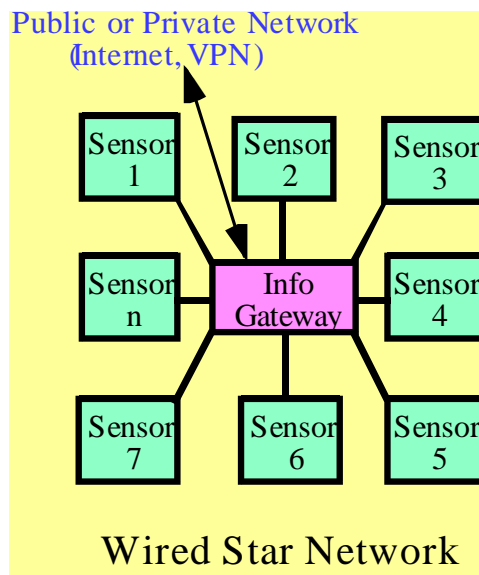 Public or Private Network
(Internet, VPN)
Sensor
1
Sensor
2
Sensor
3
Sensor
n
Info
Gateway
Sensor
4
Sensor
7
Sensor
6
Sensor
5
Wired Star Network